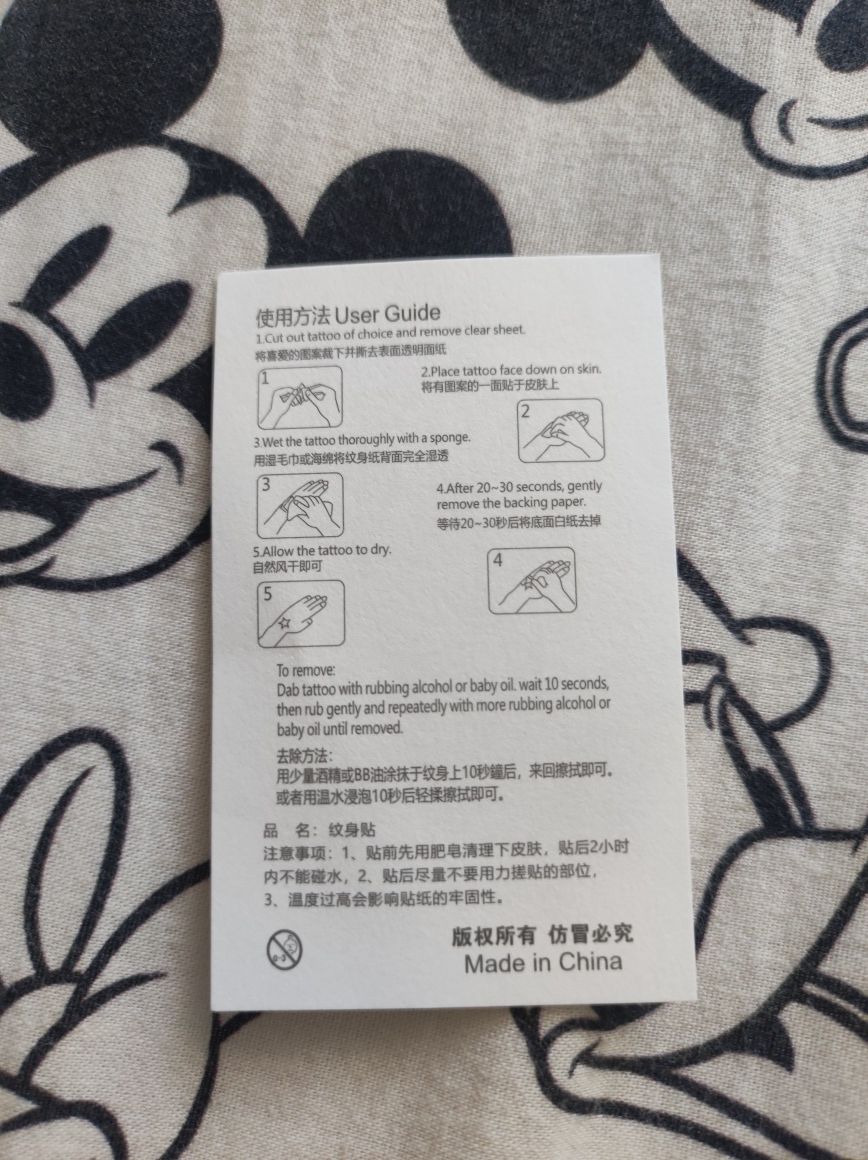 使用方法 User Guide
1.Cut out tattoo of choice and remove clear sheet.
将喜爱的图案裁下并撕去表面透明面纸
1
2.Place tattoo face down on skin.
将有图案的一面贴于皮肤上
2
3.Wet the tattoo thoroughly with a sponge.
用湿毛巾或海绵将纹身纸背面完全湿透
3
4.After 20~30 seconds, gently
remove the backing paper.
等待20~30秒后将底面白纸去掉
4
5.Allow the tattoo to dry.
自然风干即可
5
To remove:
Dab tattoo with rubbing alcohol or baby oil. wait 10 seconds,
then rub gently and repeatedly with more rubbing alcohol or
baby oil until removed.
去除方法:
用少量酒精或BB油涂抹于纹身上10秒鐘后，来回擦拭即可。
或者用温水浸泡10秒后轻揉擦拭即可。
品 名：纹身贴
注意事项：1、贴前先用肥皂清理下皮肤，贴后2小时
内不能碰水，2、贴后尽量不要用力搓贴的部位，
3、温度过高会影响贴纸的牢固性。
0-3
版权所有 仿冒必究
Made in China